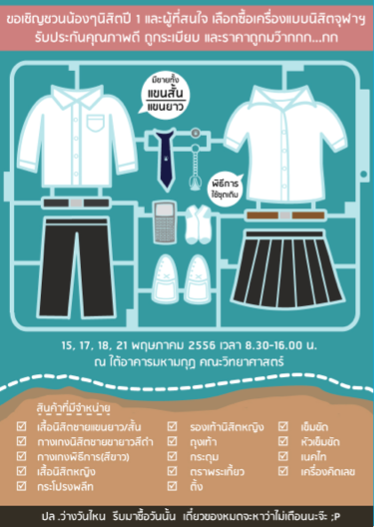 ขอเชิญชวนน้องๆนิสิตปี 1 และผู้ที่สนใจ เลือกซื้อเครื่องแบบนิสิตจุฬาฯ
รับประกันคุณภาพดี ถูกระเบียบ และราคาถูกมว๊ากกก...กก
มีขายทั้ง
แขนสั้น
แขนยาว
พิธีการ
ใช้ชุดเดิม
15, 17, 18, 21 พฤษภาคม 2556 เวลา 8.30-16.00 น.
ณ ใต้อาคารมหามกุฎ คณะวิทยาศาสตร์
สินค้าที่มีจำหน่าย
เสื้อนิสิตชายแขนยาว/สั้น
กางเกงนิสิตชายขายาวสีดำ
กางเกงพิธีการ(สีขาว)
เสื้อนิสิตหญิง
กระโปรงพลีท
รองเท้านิสิตหญิง
ถุงเท้า
กระดุม
ตราพระเกี้ยว
ติ้ง
เข็มขัด
หัวเข็มขัด
เนคไท
เครื่องคิดเลข
ปล .ว่างวันไหน รีบมาซื้อวันนั้น เดี๋ยวของหมดจะหาว่าไม่เตือนนะจ๊ะ ;P